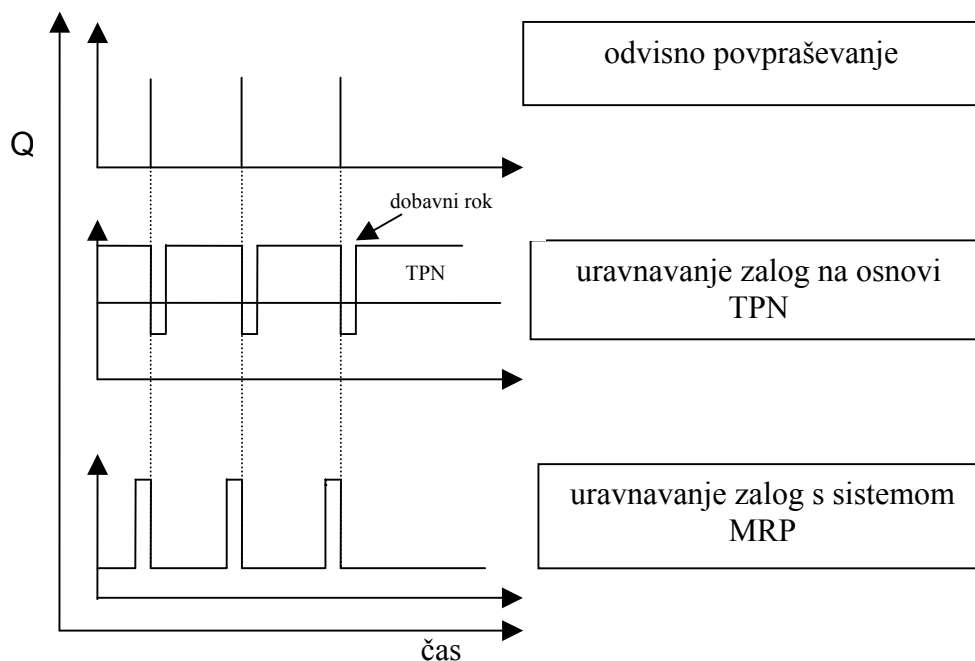 odvisno povpraševanje
Q
dobavni rok
TPN
uravnavanje zalog na osnovi
TPN
uravnavanje zalog s sistemom
MRP
čas